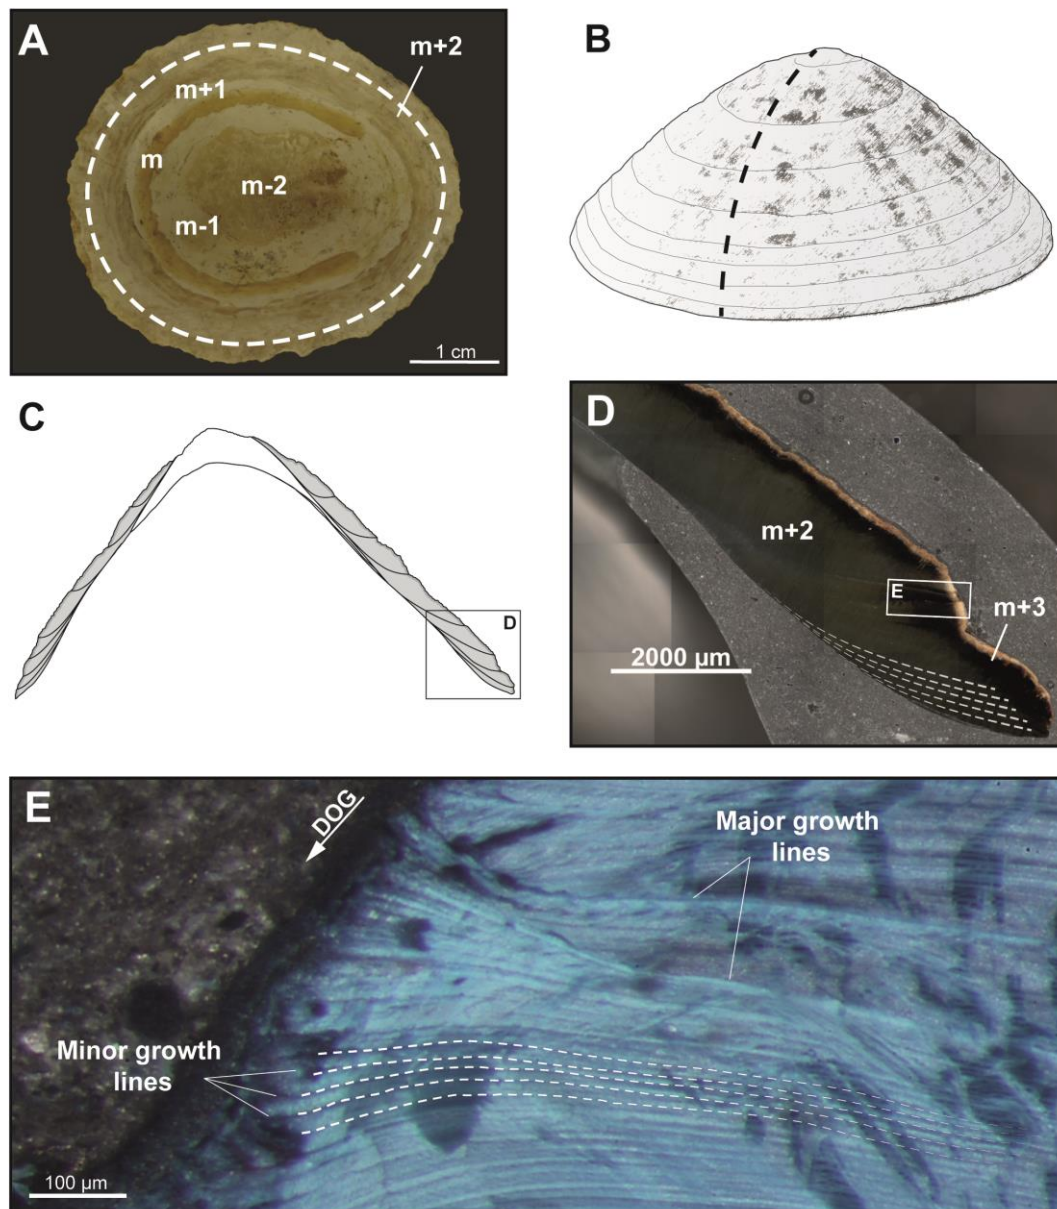 A
m+2
m+1
m
m-2
m-1
1 cm
B
C
D
D
m+2
E
m+3
2000 µm
E
DOG
Major growth
lines
Minor growth
lines
100 µm